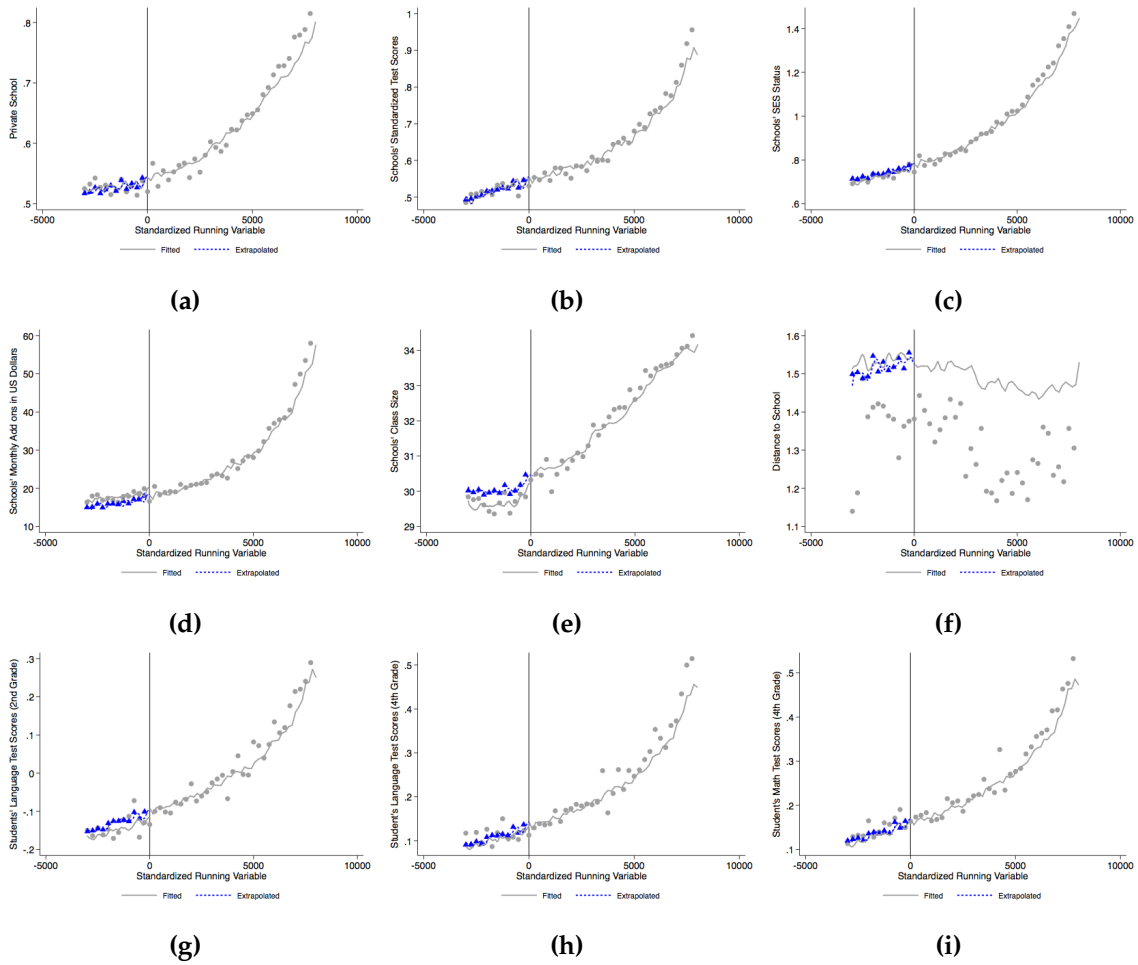 Private School
.8
.7
.6
.5
-5000 0 5000 10000
Standardized Running Variable
Fitted Extrapolated
(a)
Schools' Standardized Test Scores
1
.9
.8
.7
.6
.5
-5000 0 5000 10000
Standardized Running Variable
Fitted Extrapolated
(b)
Schools' SES Status
1.4
1.2
1
.8
.6
-5000 0 5000 10000
Standardized Running Variable
Fitted Extrapolated
(c)
Schools' Monthly Add ons in US Dollars
60
50
40
30
20
10
-5000 0 5000 10000
Standardized Running Variable
Fitted Extrapolated
(d)
Schools' Class Size
34
33
32
31
30
29
-5000 0 5000 10000
Standardized Running Variable
Fitted Extrapolated
(e)
Distance to School
1.6
1.5
1.4
1.3
1.2
1.1
-5000 0 5000 10000
Standardized Running Variable
Fitted Extrapolated
(f)
Students' Language Test Scores (2nd Grade)
.3
.2
.1
0
-.1
-.2
-5000 0 5000 10000
Standardized Running Variable
Fitted Extrapolated
(g)
Student's Language Test Scores (4th Grade)
.5
.4
.3
.2
.1
-5000 0 5000 10000
Standardized Running Variable
Fitted Extrapolated
(h)
Student's Math Test Scores (4th Grade)
.5
.4
.3
.2
.1
-5000 0 5000 10000
Standardized Running Variable
Fitted Extrapolated
(i)